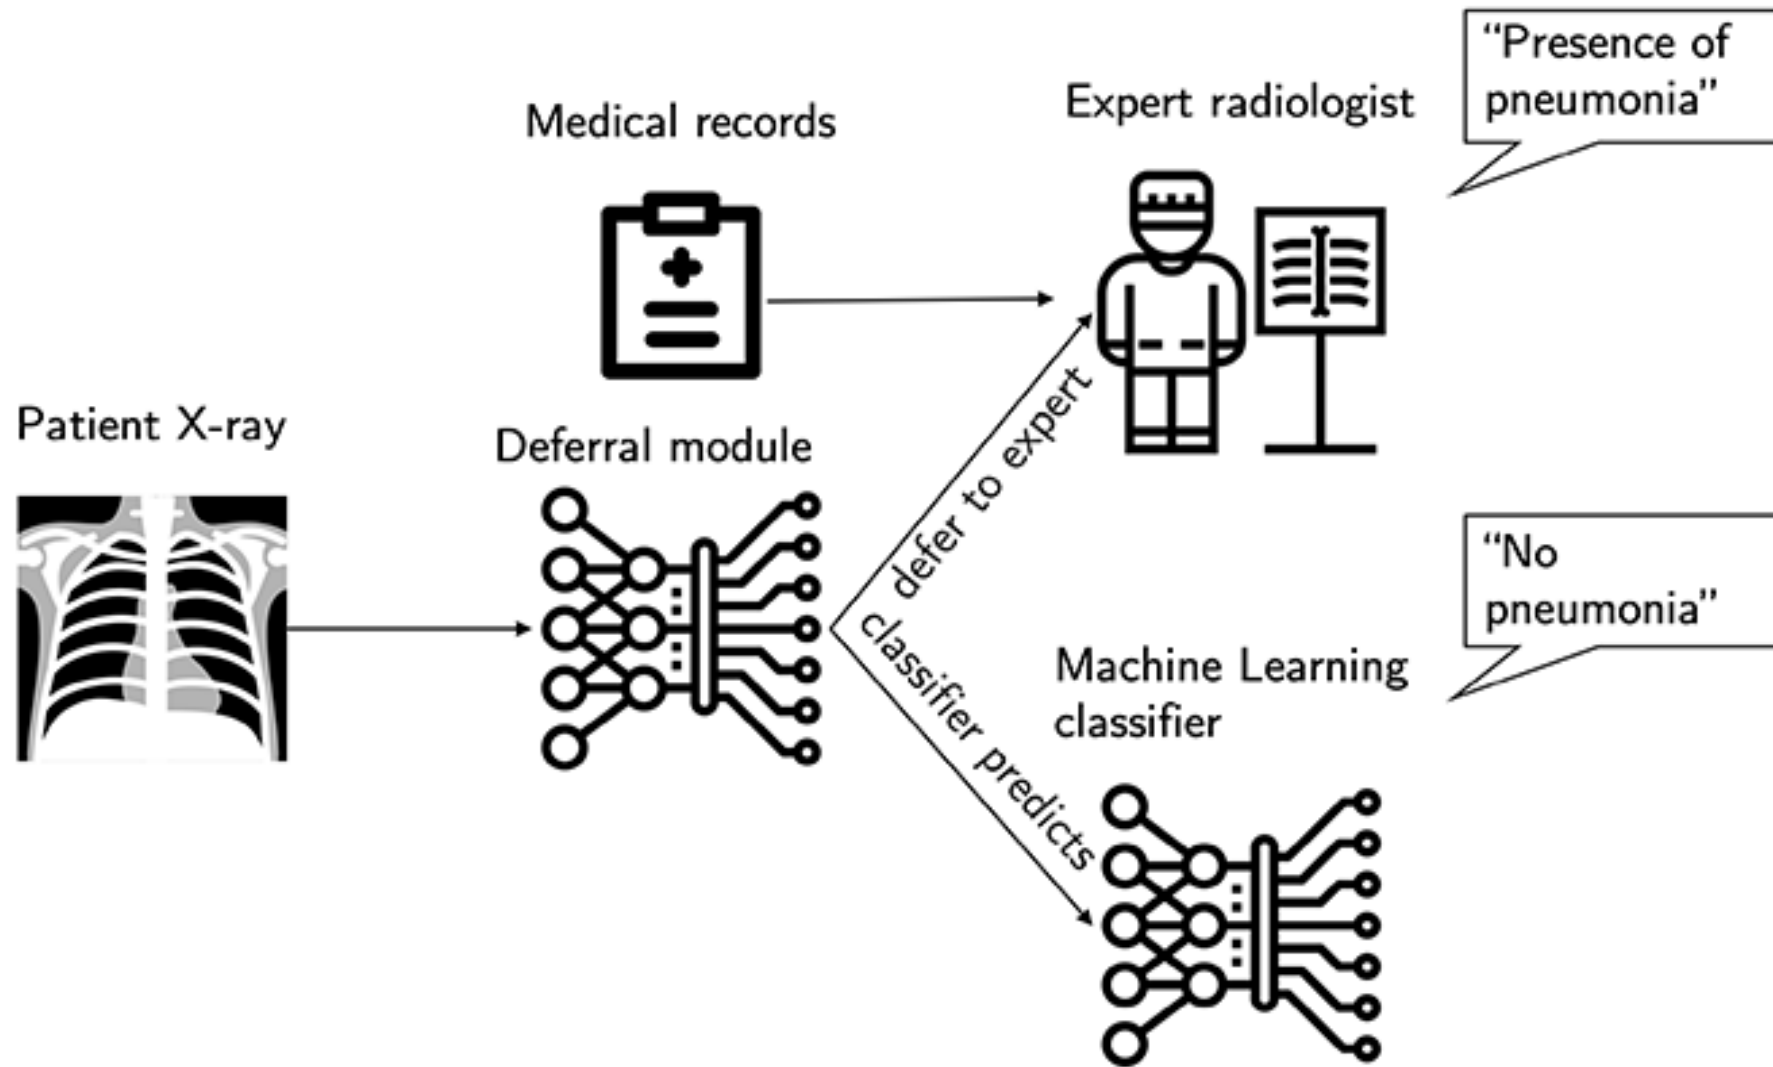 “Presence of
pneumonia”
Expert radiologist
Medical records
Patient X-ray
Deferral module
defer to expert
classifier predicts
“No
pneumonia”
Machine Learning
classifier